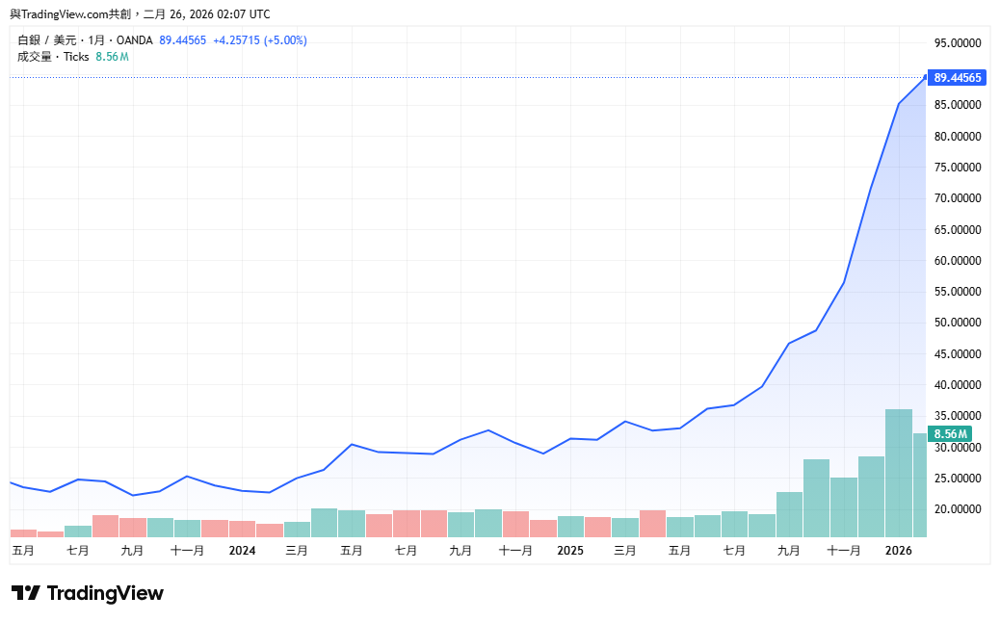 與TradingView.com共創，二月 26, 2026 02:07 UTC
白銀 / 美元 · 1月 · OANDA 89.44565 +4.25715 (+5.00%)
成交量 · Ticks 8.56 M
95.00000
89.44565
85.00000
80.00000
75.00000
70.00000
65.00000
60.00000
55.00000
50.00000
45.00000
40.00000
35.00000
8.56 M
30.00000
25.00000
20.00000
五月 七月 九月 十一月 2024 三月 五月 七月 九月 十一月 2025 三月 五月 七月 九月 十一月 2026
TradingView